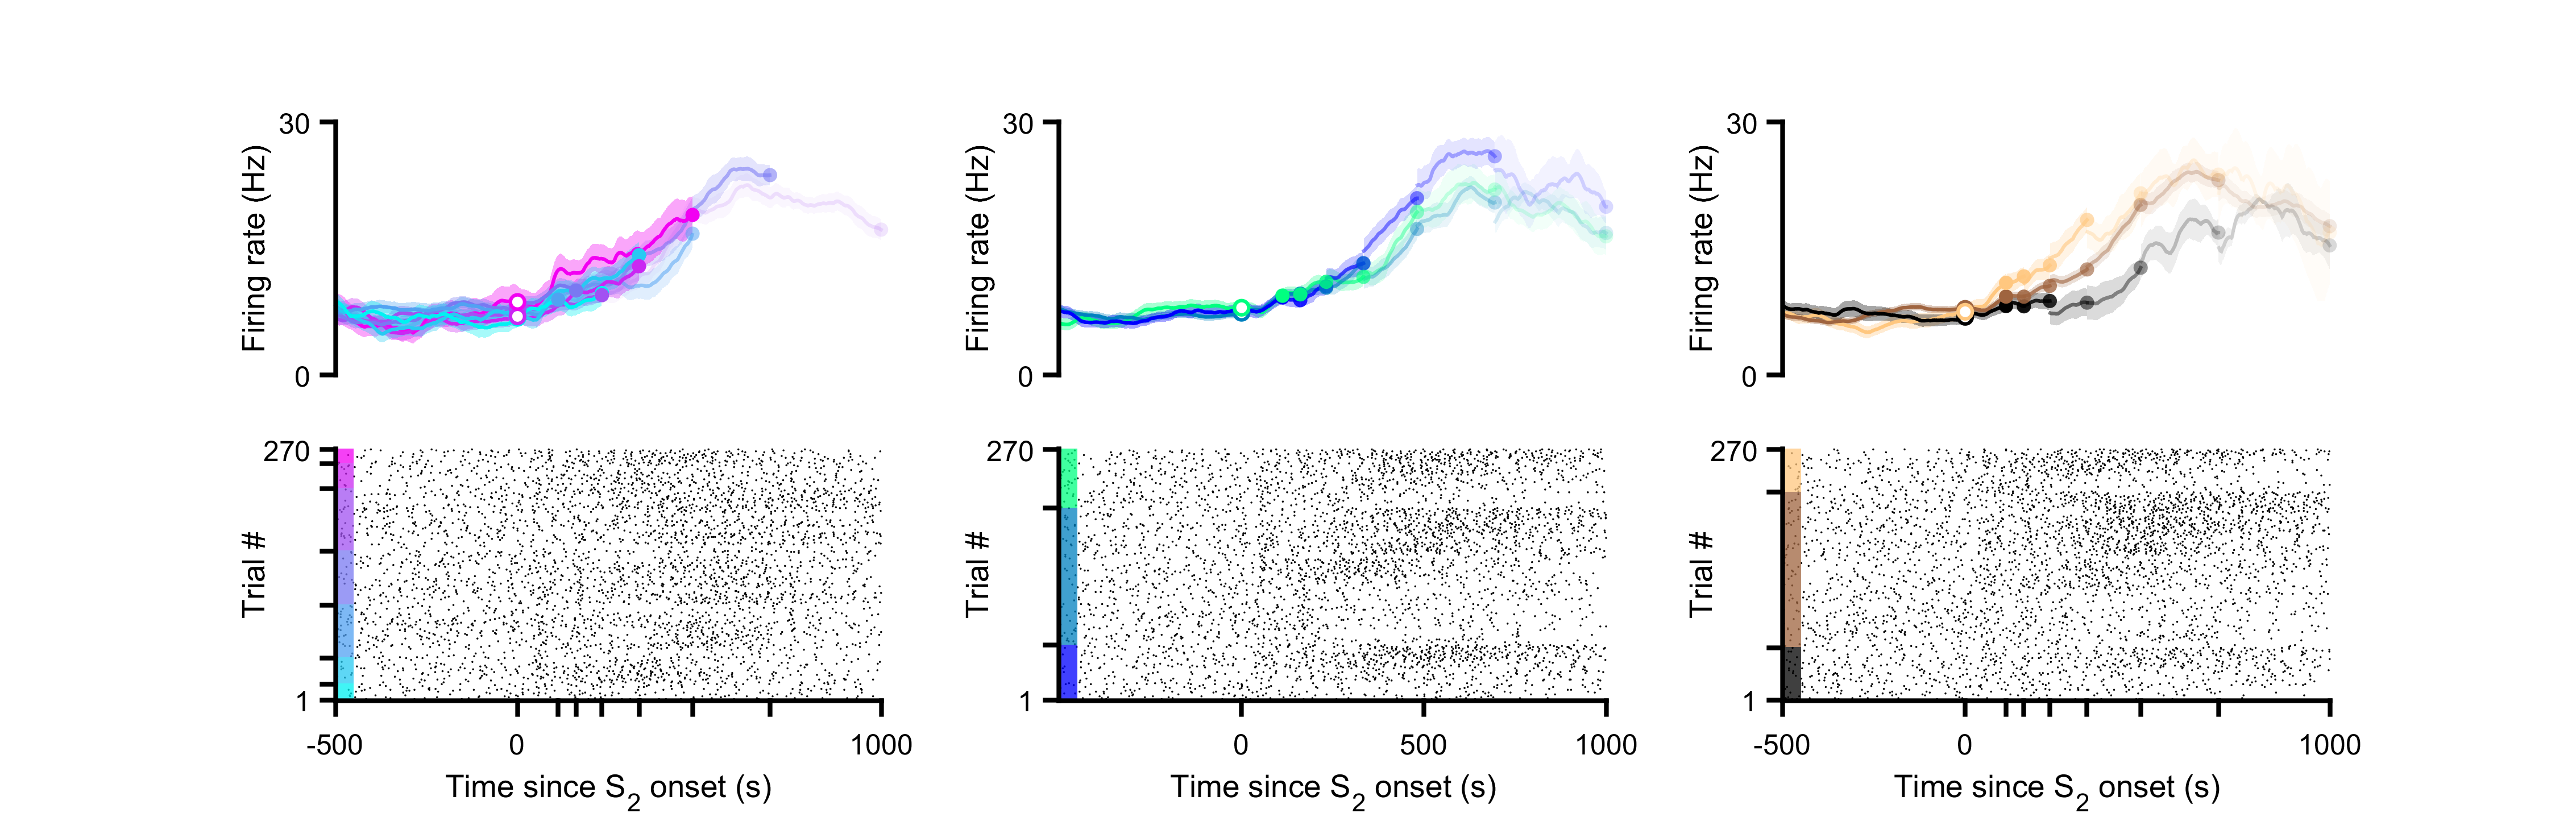 30
Firing rate (Hz)
0
30
Firing rate (Hz)
0
30
Firing rate (Hz)
0
270
Trial #
1
-500
0
1000
Time since S2 onset (s)
270
Trial #
1
0
500
1000
Time since S2 onset (s)
270
Trial #
1
-500
0
1000
Time since S2 onset (s)